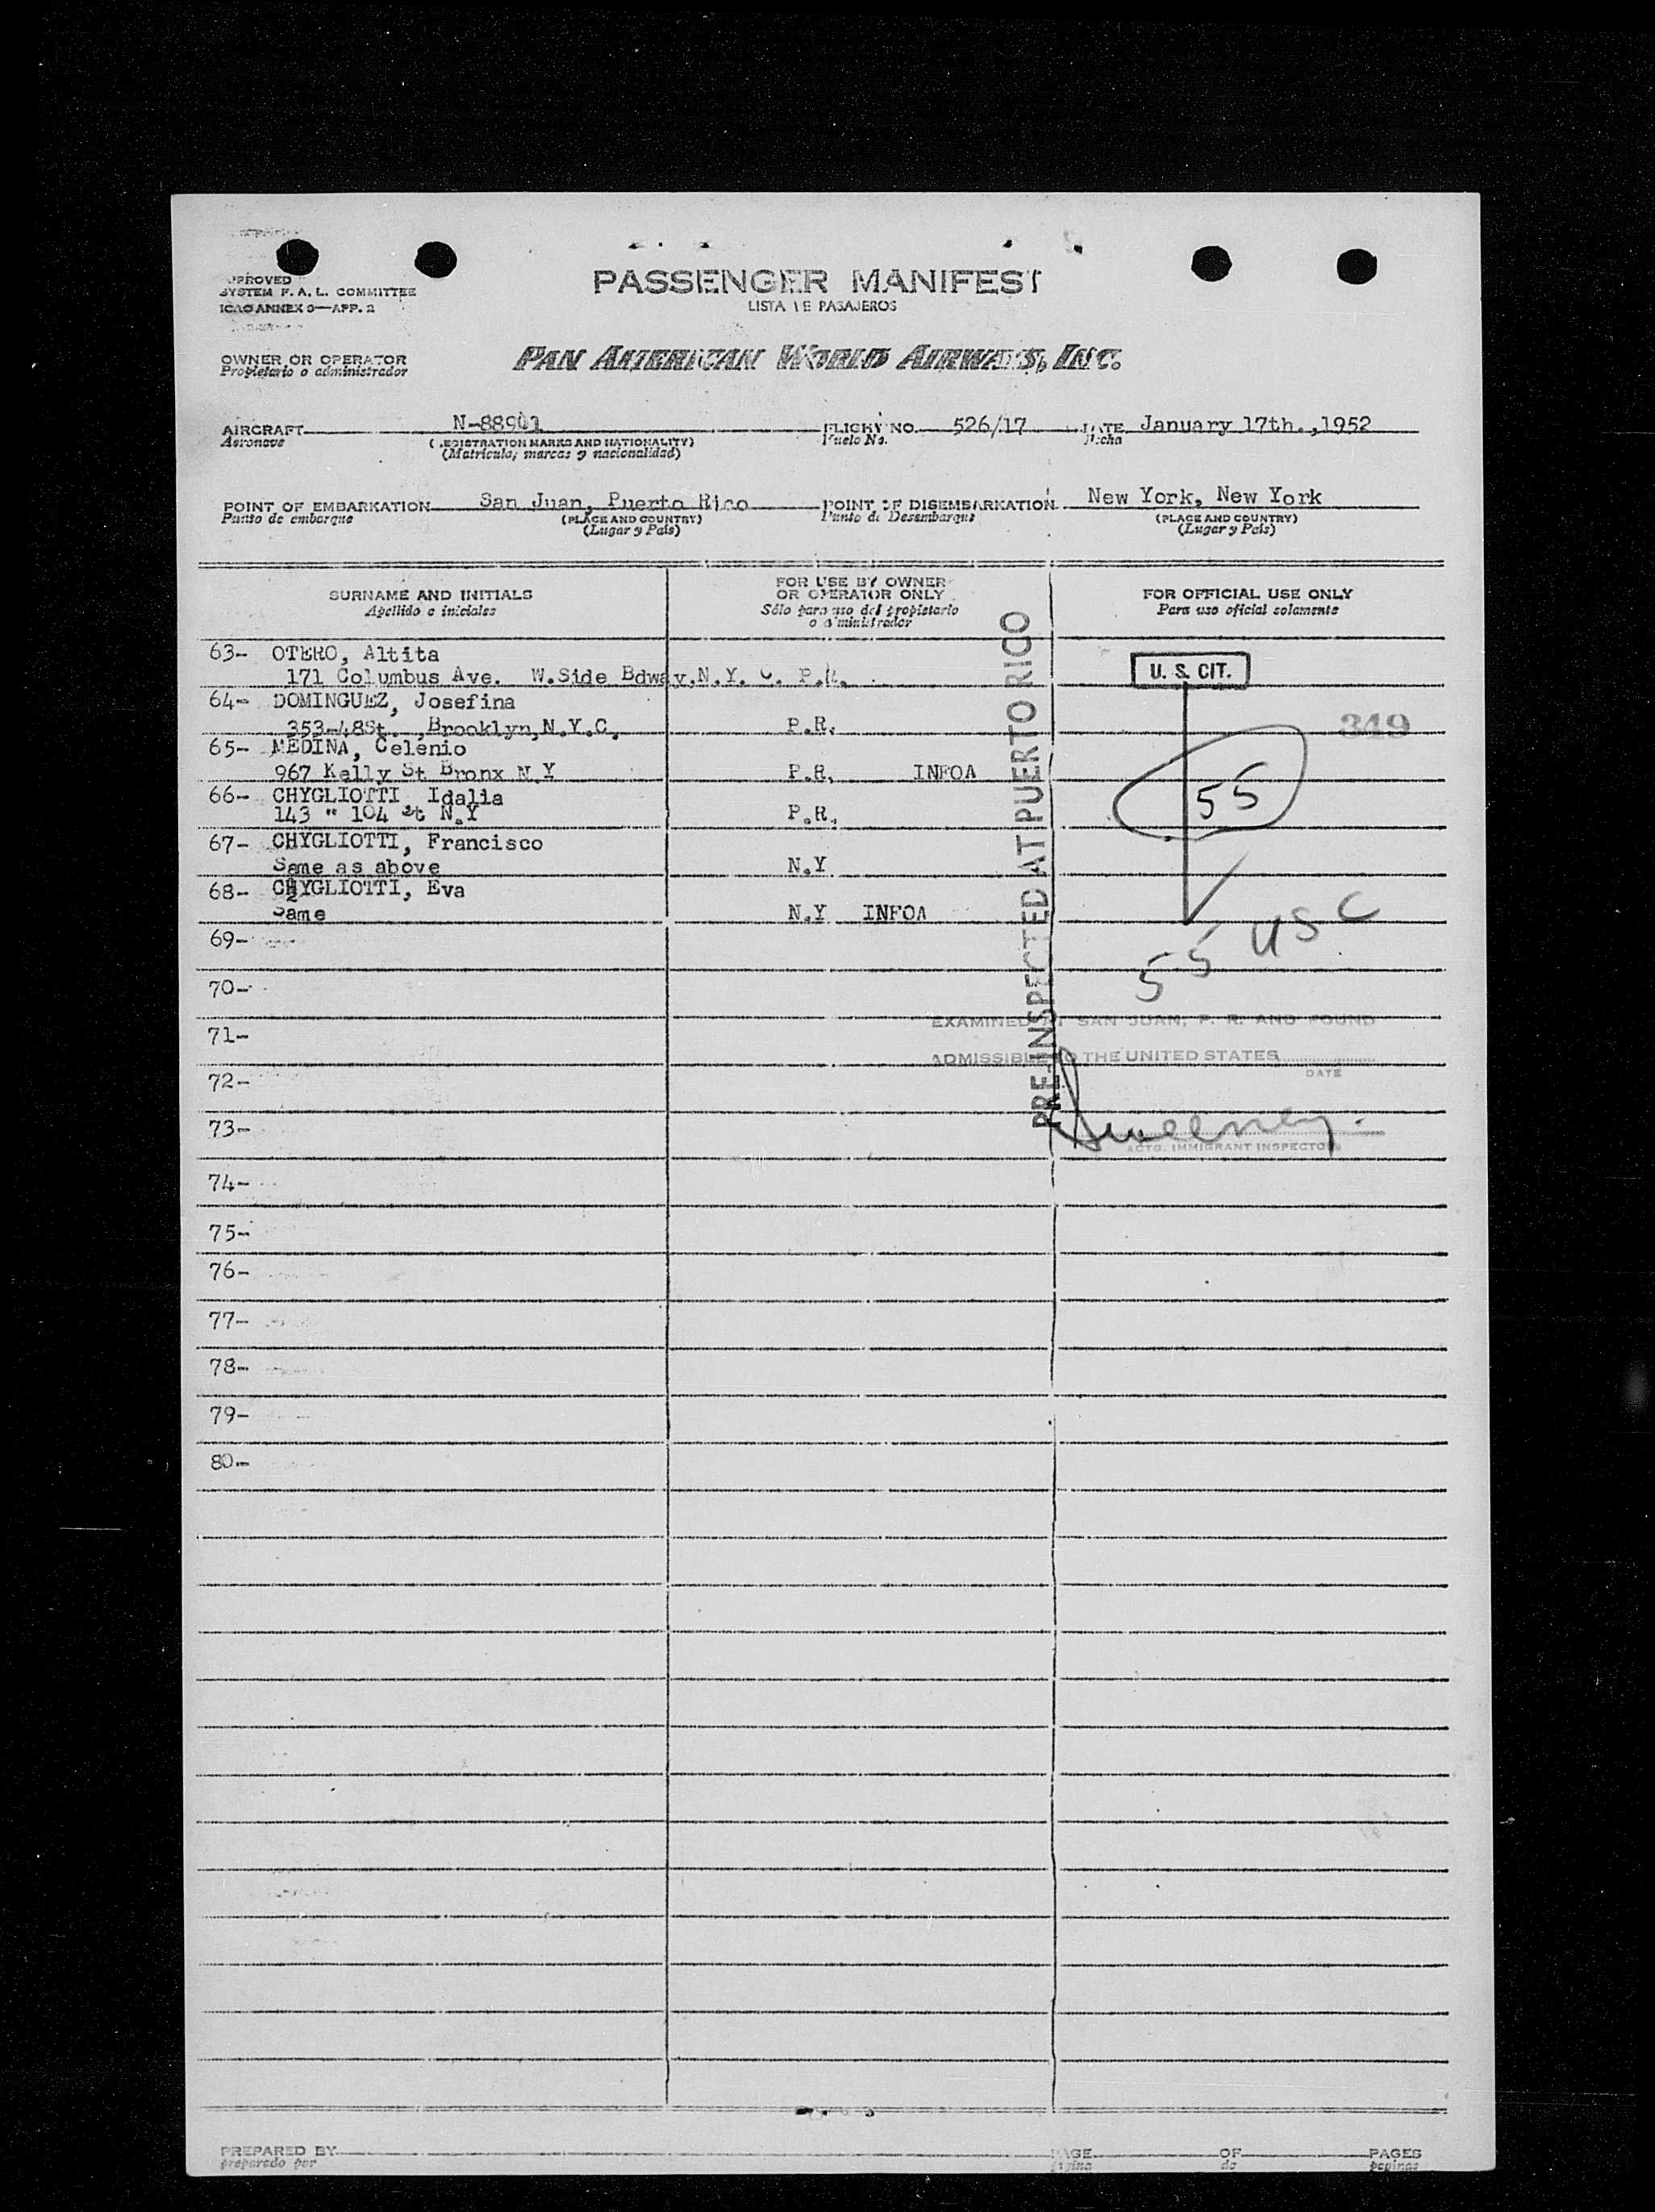 APPROVED
SYSTEM F. A. L. COMMITTEE
ICAO ANNEX 9—APP. 2
PASSENGER MANIFEST
LISTA DE PASAJEROS
OWNER OR OPERATOR
Propietario o administrador
PAN AMERICAN WORLD AIRWAYS, INC.
AIRCRAFT N-88901 FLIGHT NO. 526/17 DATE January 17th.,1952
Aeronave (REGISTRATION MARKS AND NATIONALITY) Vuelo No. Fecha
(Matricula, marcas y nacionalidad)
POINT OF EMBARKATION San Juan, Puerto Rico POINT OF DISEMBARKATION New York, New York
Punto de embarque (PLACE AND COUNTRY) Punto de Desembarque (PLACE AND COUNTRY)
(Lugar y País) (Lugar y País)
SURNAME AND INITIALS
Apellido e iniciales
FOR USE BY OWNER
OR OPERATOR ONLY
Sólo para uso del propietario
o administrador
FOR OFFICIAL USE ONLY
Para uso oficial solamente
63- OTERO, Altita
171 Columbus Ave. W.Side Bdway,N.Y. C. P.R.
U. S. CIT.
64- DOMINGUEZ, Josefina
353-48St. ,Brooklyn,N.Y.C. P.R.
349
65- MEDINA, Celenio
967 Kelly St Bronx N Y P.R. INFOA
66- CHYGLIOTTI, Idalia
143 " 104 St N.Y P.R.
55
67- CHYGLIOTTI, Francisco
Same as above N.Y
68- CHYGLIOTTI, Eva
Same N.Y INFOA
55 USC
69-
70-
71-
72-
73-
74-
75-
76-
77-
78-
79-
80-
PRE-INSPECTED AT PUERTO RICO
EXAMINED AT SAN JUAN, P. R. AND FOUND
ADMISSIBLE TO THE UNITED STATES
DATE
Sweeney.
ACTG. IMMIGRANT INSPECTOR
PREPARED BY PAGE OF PAGES
preparado por página de paginas